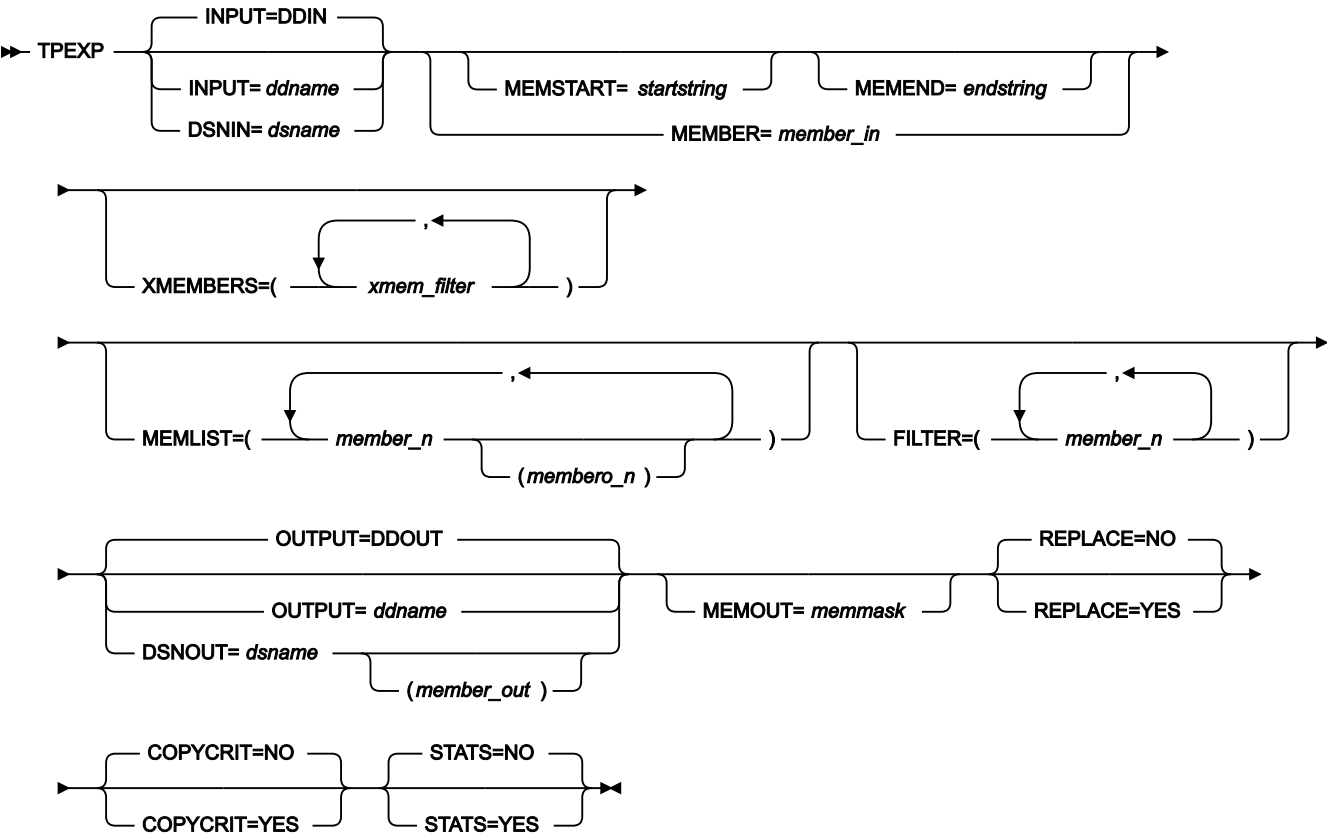 INPUT=DDIN
TPEXP
INPUT= ddname
DSNIN= dsname
MEMSTART= startstring
MEMEND= endstring
MEMBER= member_in
,
XMEMBERS=( xmem_filter )
,
MEMLIST=( member_n )
(membero_n )
,
FILTER=( member_n )
OUTPUT=DDOUT
OUTPUT= ddname
DSNOUT= dsname
(member_out )
MEMOUT= memmask
REPLACE=NO
REPLACE=YES
COPYCRIT=NO
COPYCRIT=YES
STATS=NO
STATS=YES